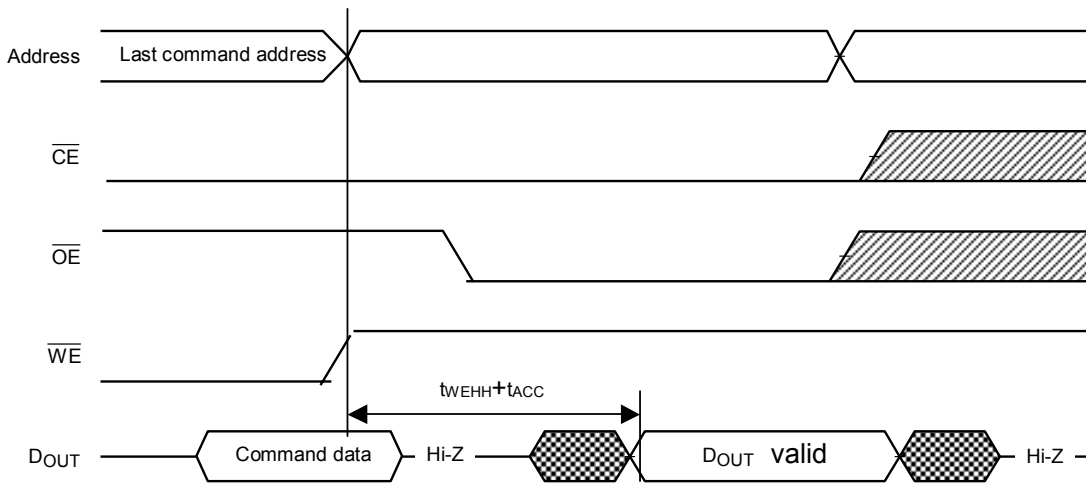 Address
Last command address
CE
OE
WE
tWEHH+tACC
DOUT
Command data
Hi-Z
DOUT valid
Hi-Z